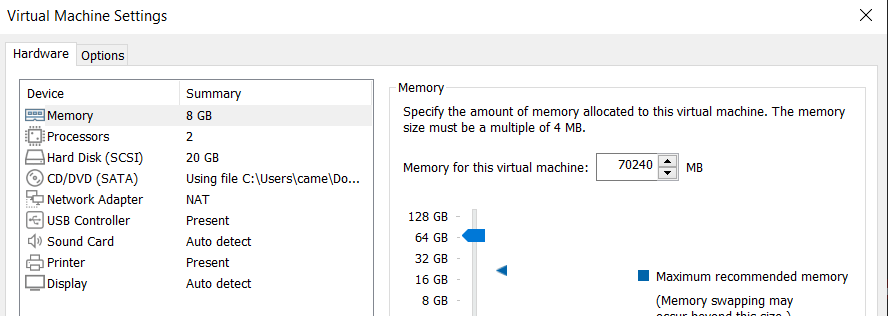 Virtual Machine Settings
Hardware Options
Device Summary
Memory 8 GB
Processors 2
Hard Disk (SCSI) 20 GB
CD/DVD (SATA) Using file C:\Users\came\Do...
Network Adapter NAT
USB Controller Present
Sound Card Auto detect
Printer Present
Display Auto detect
Memory
Specify the amount of memory allocated to this virtual machine. The memory
size must be a multiple of 4 MB.
Memory for this virtual machine: 70240 MB
128 GB
64 GB
32 GB
16 GB
8 GB
Maximum recommended memory
(Memory swapping may
occur beyond this size.)